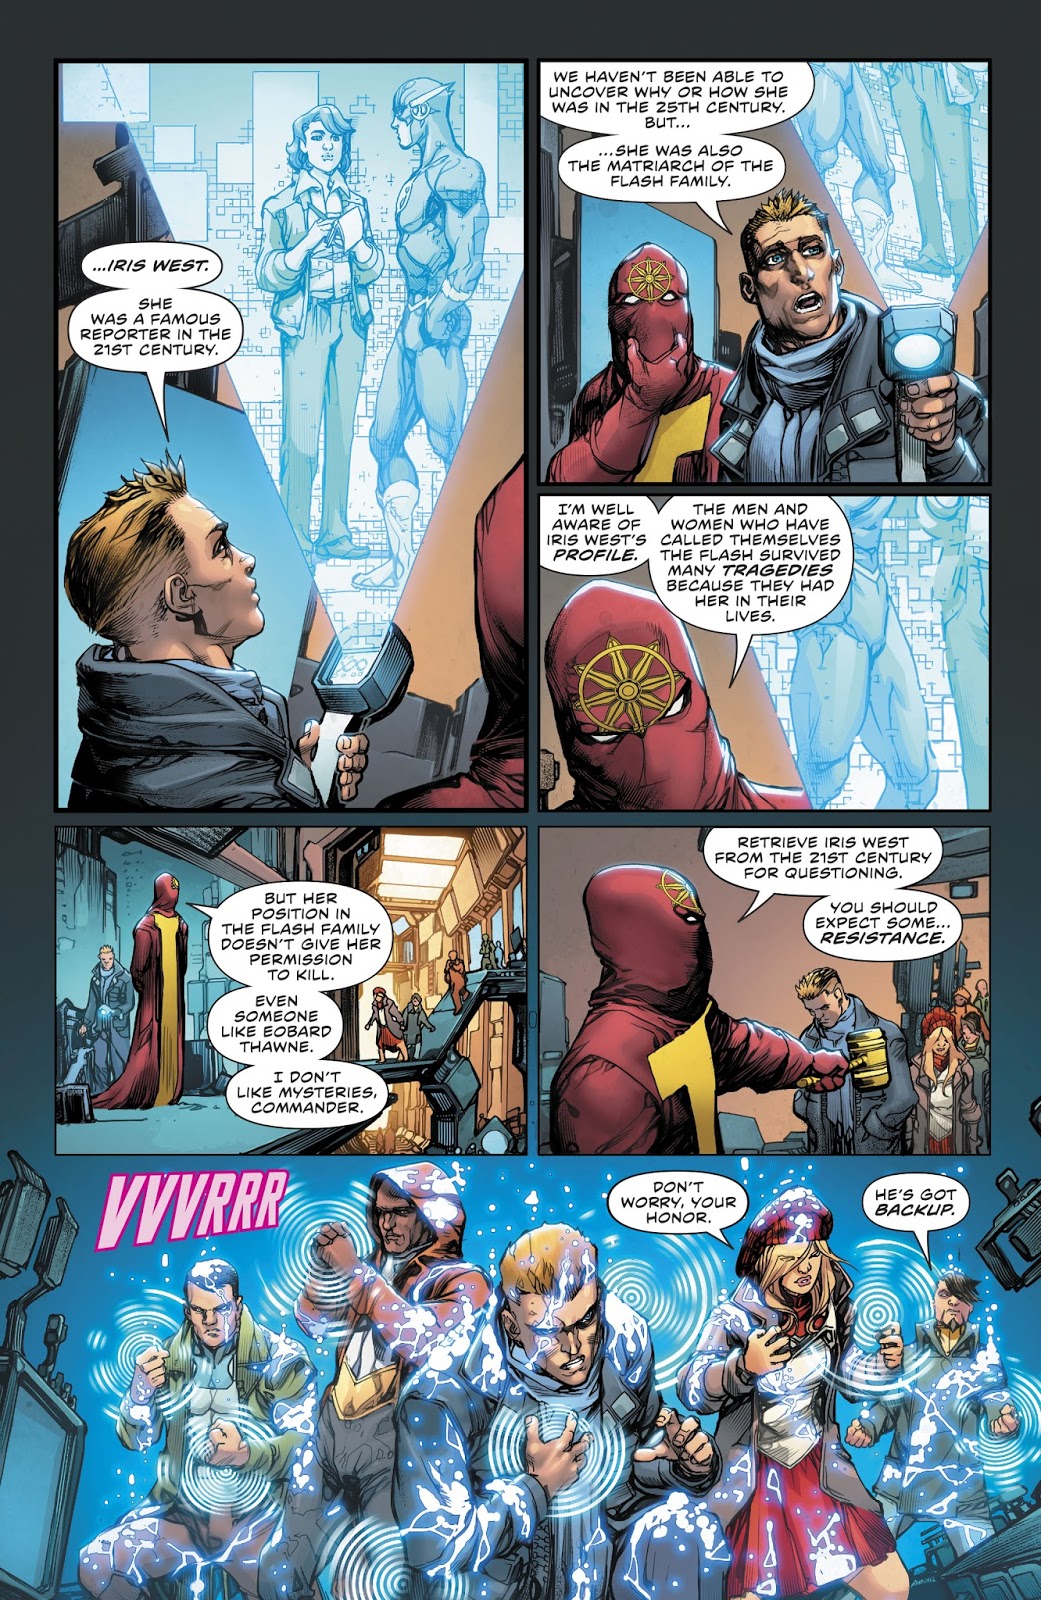 ...IRIS WEST.
SHE
WAS A FAMOUS
REPORTER IN THE
21ST CENTURY.
WE HAVEN'T BEEN ABLE TO
UNCOVER WHY OR HOW SHE
WAS IN THE 25TH CENTURY.
BUT...
...SHE WAS ALSO
THE MATRIARCH OF THE
FLASH FAMILY.
I'M WELL
AWARE OF
IRIS WEST'S
PROFILE.
THE MEN AND
WOMEN WHO HAVE
CALLED THEMSELVES
THE FLASH SURVIVED
MANY TRAGEDIES
BECAUSE THEY HAD
HER IN THEIR
LIVES.
BUT HER
POSITION IN
THE FLASH FAMILY
DOESN'T GIVE HER
PERMISSION
TO KILL.
EVEN
SOMEONE
LIKE EOBARD
THAWNE.
I DON'T
LIKE MYSTERIES,
COMMANDER.
RETRIEVE IRIS WEST
FROM THE 21ST CENTURY
FOR QUESTIONING.
YOU SHOULD
EXPECT SOME...
RESISTANCE.
VVVRRR
DON'T
WORRY, YOUR
HONOR.
HE'S GOT
BACKUP.